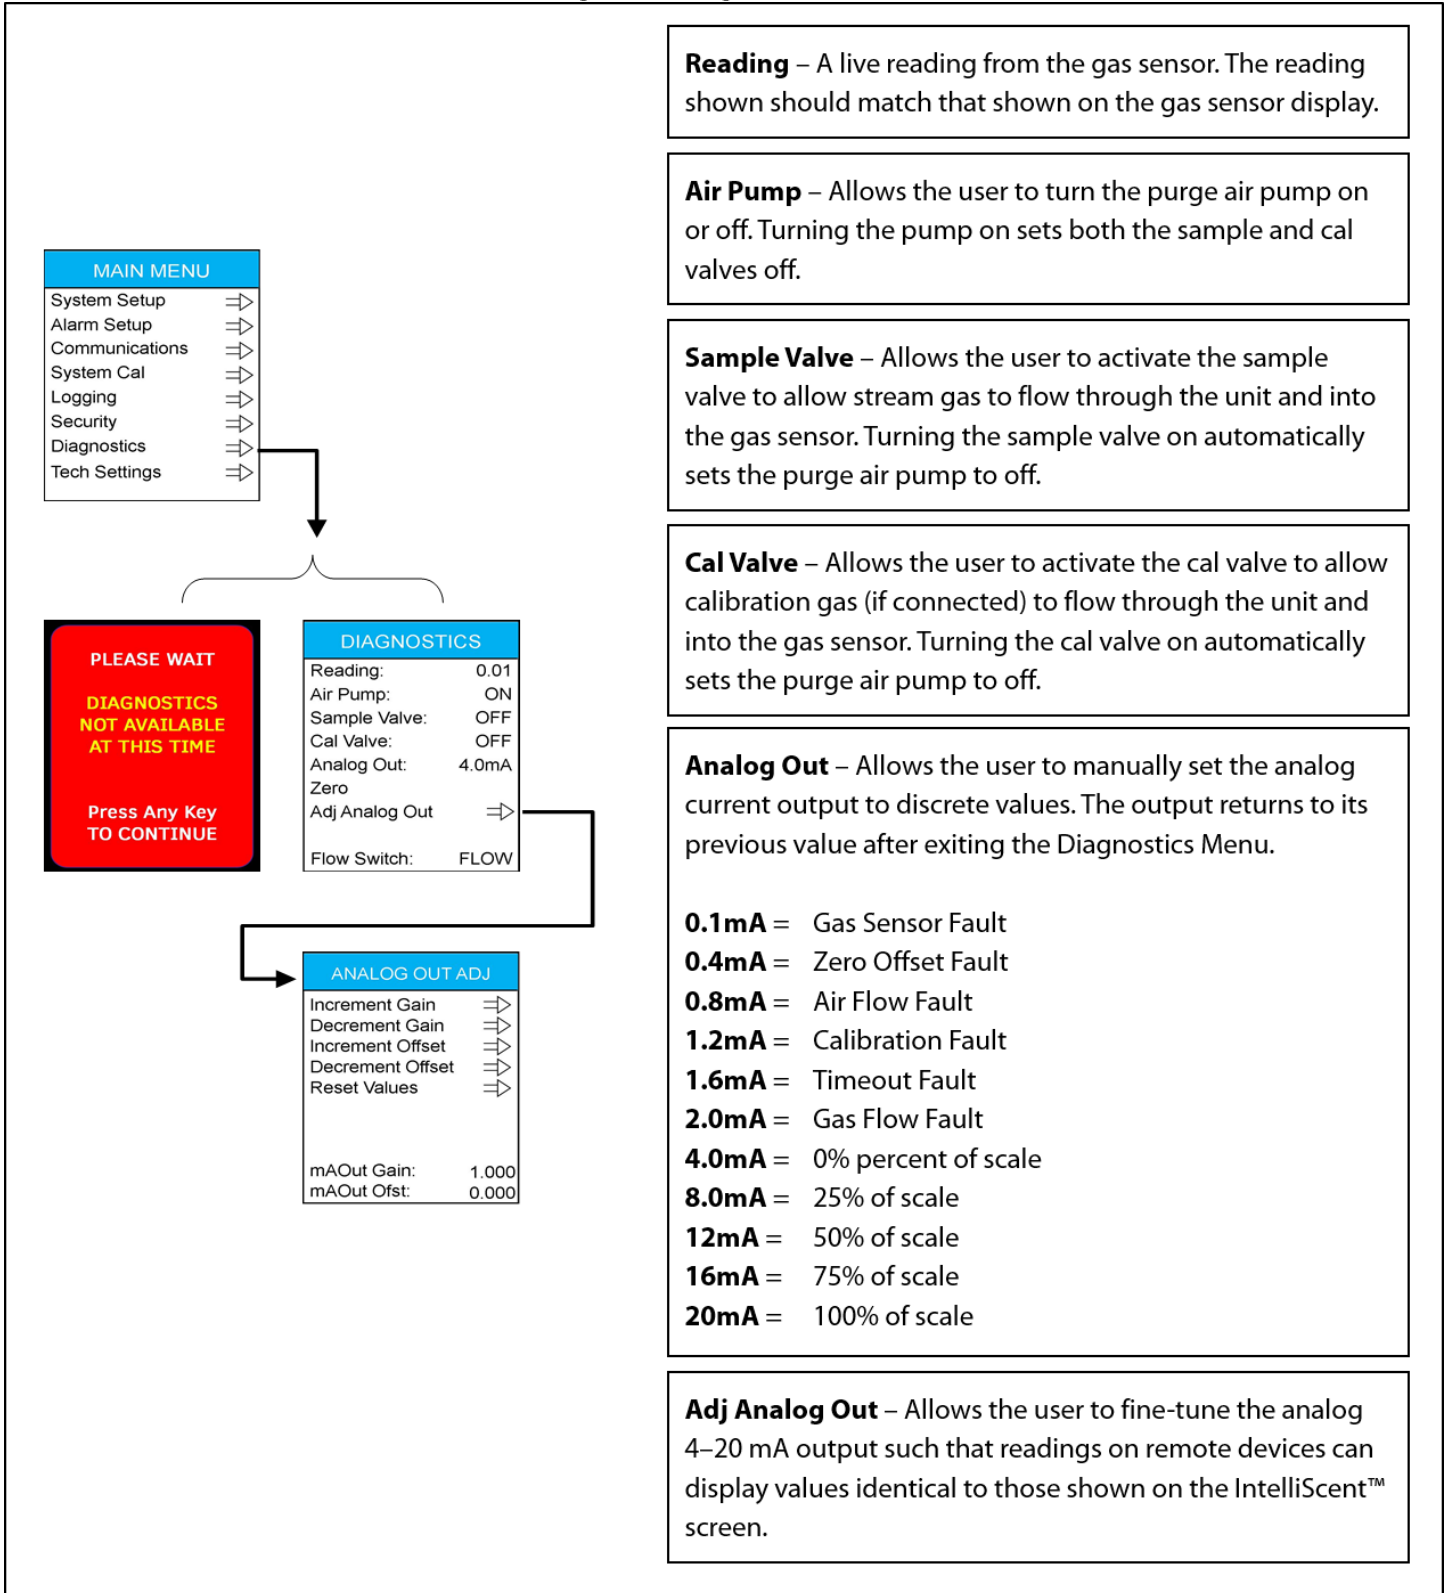 MAIN MENU
System Setup
Alarm Setup
Communications
System Cal
Logging
Security
Diagnostics
Tech Settings
PLEASE WAIT
DIAGNOSTICS
NOT AVAILABLE
AT THIS TIME
Press Any Key
TO CONTINUE
DIAGNOSTICS
Reading: 0.01
Air Pump: ON
Sample Valve: OFF
Cal Valve: OFF
Analog Out: 4.0mA
Zero
Adj Analog Out
Flow Switch: FLOW
ANALOG OUT ADJ
Increment Gain
Decrement Gain
Increment Offset
Decrement Offset
Reset Values
mAOut Gain: 1.000
mAOut Ofst: 0.000
Reading – A live reading from the gas sensor. The reading
shown should match that shown on the gas sensor display.
Air Pump – Allows the user to turn the purge air pump on
or off. Turning the pump on sets both the sample and cal
valves off.
Sample Valve – Allows the user to activate the sample
valve to allow stream gas to flow through the unit and into
the gas sensor. Turning the sample valve on automatically
sets the purge air pump to off.
Cal Valve – Allows the user to activate the cal valve to allow
calibration gas (if connected) to flow through the unit and
into the gas sensor. Turning the cal valve on automatically
sets the purge air pump to off.
Analog Out – Allows the user to manually set the analog
current output to discrete values. The output returns to its
previous value after exiting the Diagnostics Menu.
0.1mA = Gas Sensor Fault
0.4mA = Zero Offset Fault
0.8mA = Air Flow Fault
1.2mA = Calibration Fault
1.6mA = Timeout Fault
2.0mA = Gas Flow Fault
4.0mA = 0% percent of scale
8.0mA = 25% of scale
12mA = 50% of scale
16mA = 75% of scale
20mA = 100% of scale
Adj Analog Out – Allows the user to fine-tune the analog
4–20 mA output such that readings on remote devices can
display values identical to those shown on the IntelliScent™
screen.